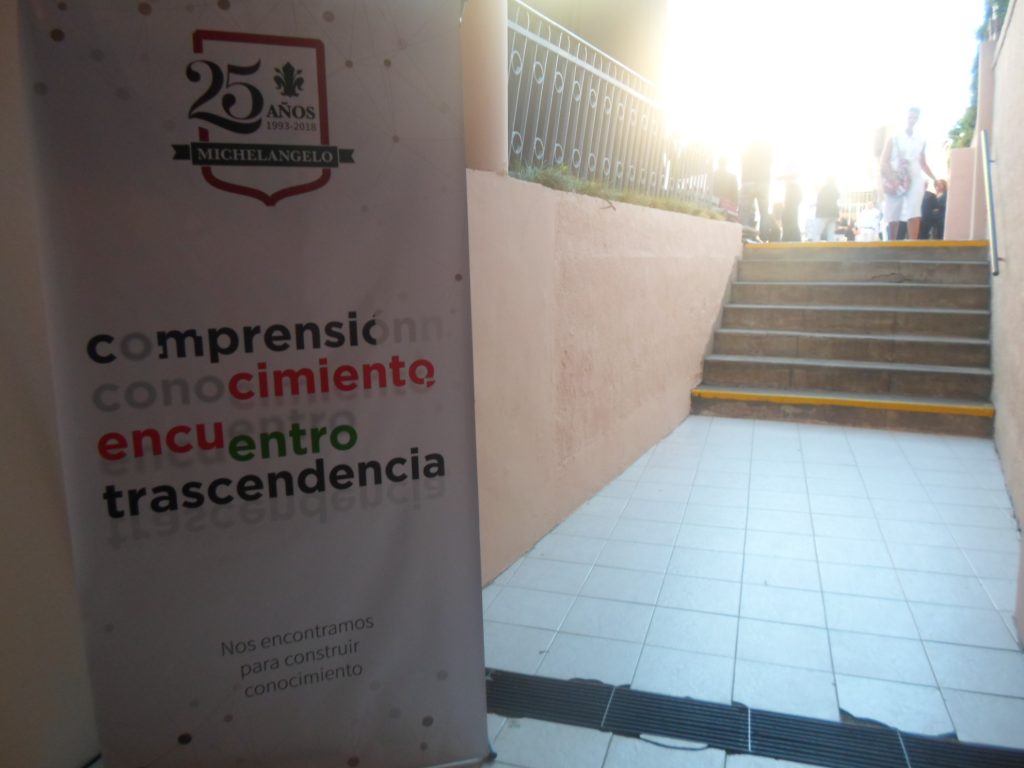 25
AÑOS
1993-2018
MICHELANGELO
comprensión
conocimiento
encuentro
trascendencia
Nos encontramos
para construir
conocimiento